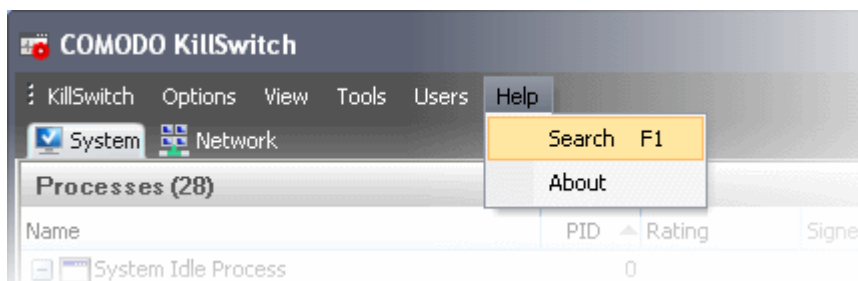 COMODO KillSwitch
KillSwitch Options View Tools Users Help
System Network
Search F1
About
Processes (28)
Name PID Rating Signe
System Idle Process 0